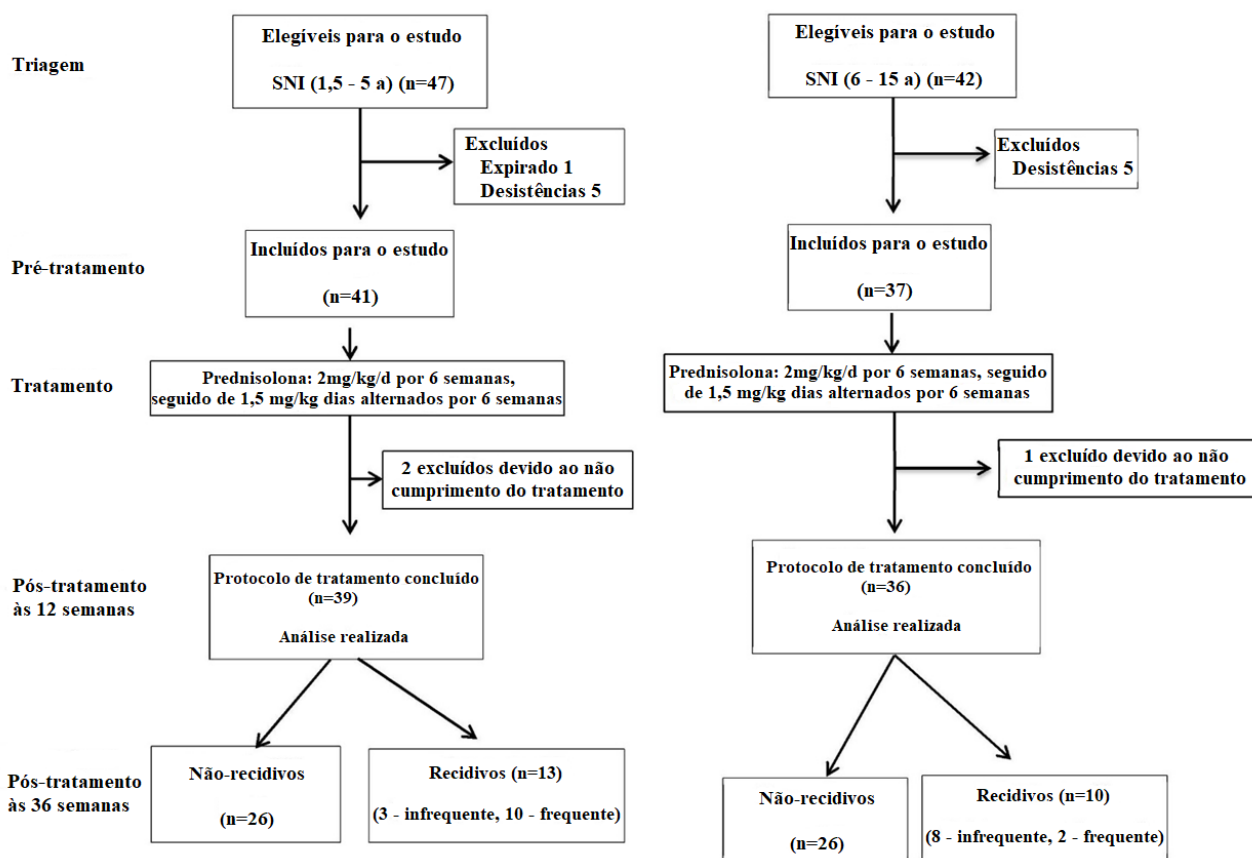 Triagem
Elegíveis para o estudo
SNI (1,5 - 5 a) (n=47)
Elegíveis para o estudo
SNI (6 - 15 a) (n=42)
Excluídos
Expirado 1
Desistências 5
Excluídos
Desistências 5
Pré-tratamento
Incluídos para o estudo
(n=41)
Incluídos para o estudo
(n=37)
Tratamento
Prednisolona: 2mg/kg/d por 6 semanas,
seguido de 1,5 mg/kg dias alternados por 6 semanas
Prednisolona: 2mg/kg/d por 6 semanas, seguido
de 1,5 mg/kg dias alternados por 6 semanas
2 excluídos devido ao não
cumprimento do tratamento
1 excluído devido ao não
cumprimento do tratamento
Pós-tratamento
às 12 semanas
Protocolo de tratamento concluído
(n=39)
Análise realizada
Protocolo de tratamento concluído
(n=36)
Análise realizada
Pós-tratamento
às 36 semanas
Não-recidivos
(n=26)
Recidivos (n=13)
(3 - infrequente, 10 - frequente)
Não-recidivos
(n=26)
Recidivos (n=10)
(8 - infrequente, 2 - frequente)